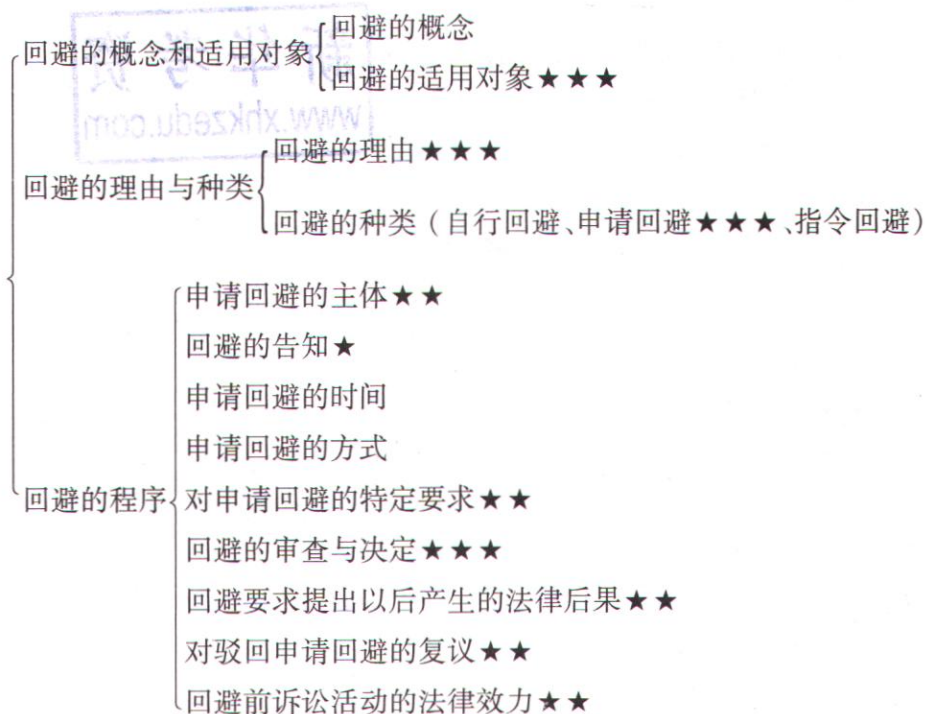 回避的概念和适用对象
回避的概念
回避的适用对象★★★
回避的理由与种类
回避的理由★★★
回避的种类（自行回避、申请回避★★★、指令回避）
回避的程序
申请回避的主体★★
回避的告知★
申请回避的时间
申请回避的方式
对申请回避的特定要求★★
回避的审查与决定★★★
回避要求提出以后产生的法律后果★★
对驳回申请回避的复议★★
回避前诉讼活动的法律效力★★
新华考资
www.xhkzedu.com